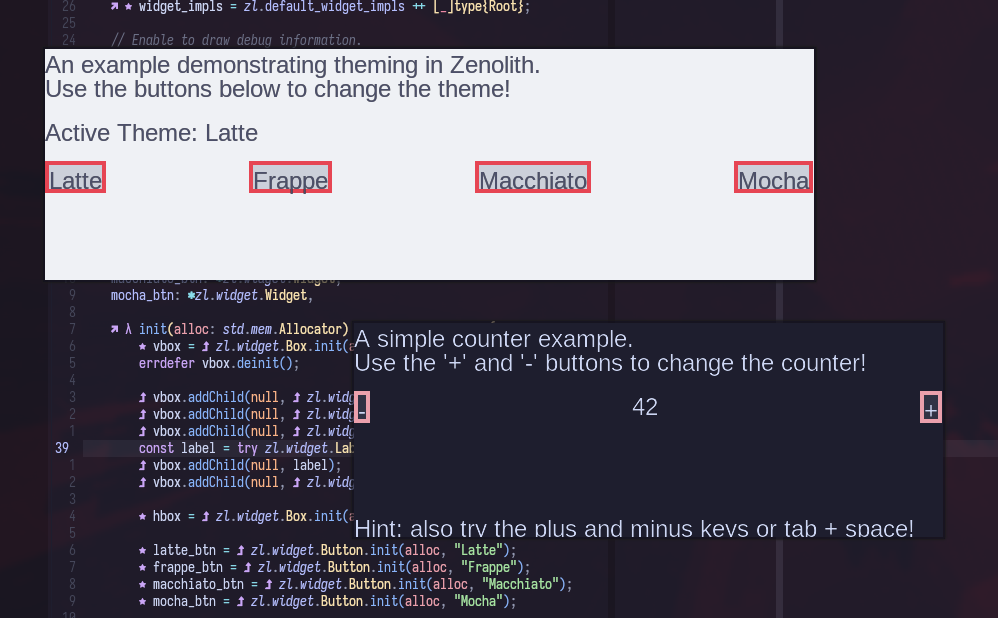 26 ↗ ★ widget_impls = zl.default_widget_impls ++ [_]type{Root};
25
24 // Enable to draw debug information.
An example demonstrating theming in Zenolith.
Use the buttons below to change the theme!
Active Theme: Latte
Latte Frappe Macchiato Mocha
9 mocha_btn: *zl.widget.Widget,
8
7 ↗ λ init(alloc: std.mem.Allocator)
6 ★ vbox = ⮥ zl.widget.Box.init(a
5 errdefer vbox.deinit();
4
3 ⮥ vbox.addChild(null, ⮥ zl.widg
2 ⮥ vbox.addChild(null, ⮥ zl.widg
1 ⮥ vbox.addChild(null, ⮥ zl.widg
39 const label = try zl.widget.Lab
1 ⮥ vbox.addChild(null, label);
2 ⮥ vbox.addChild(null, ⮥ zl.widg
3
4 ★ hbox = ⮥ zl.widget.Box.init(a
5
A simple counter example.
Use the '+' and '-' buttons to change the counter!
- 42 +
Hint: also try the plus and minus keys or tab + space!
6 ★ latte_btn = ⮥ zl.widget.Button.init(alloc, "Latte");
7 ★ frappe_btn = ⮥ zl.widget.Button.init(alloc, "Frappe");
8 ★ macchiato_btn = ⮥ zl.widget.Button.init(alloc, "Macchiato");
9 ★ mocha_btn = ⮥ zl.widget.Button.init(alloc, "Mocha");
10